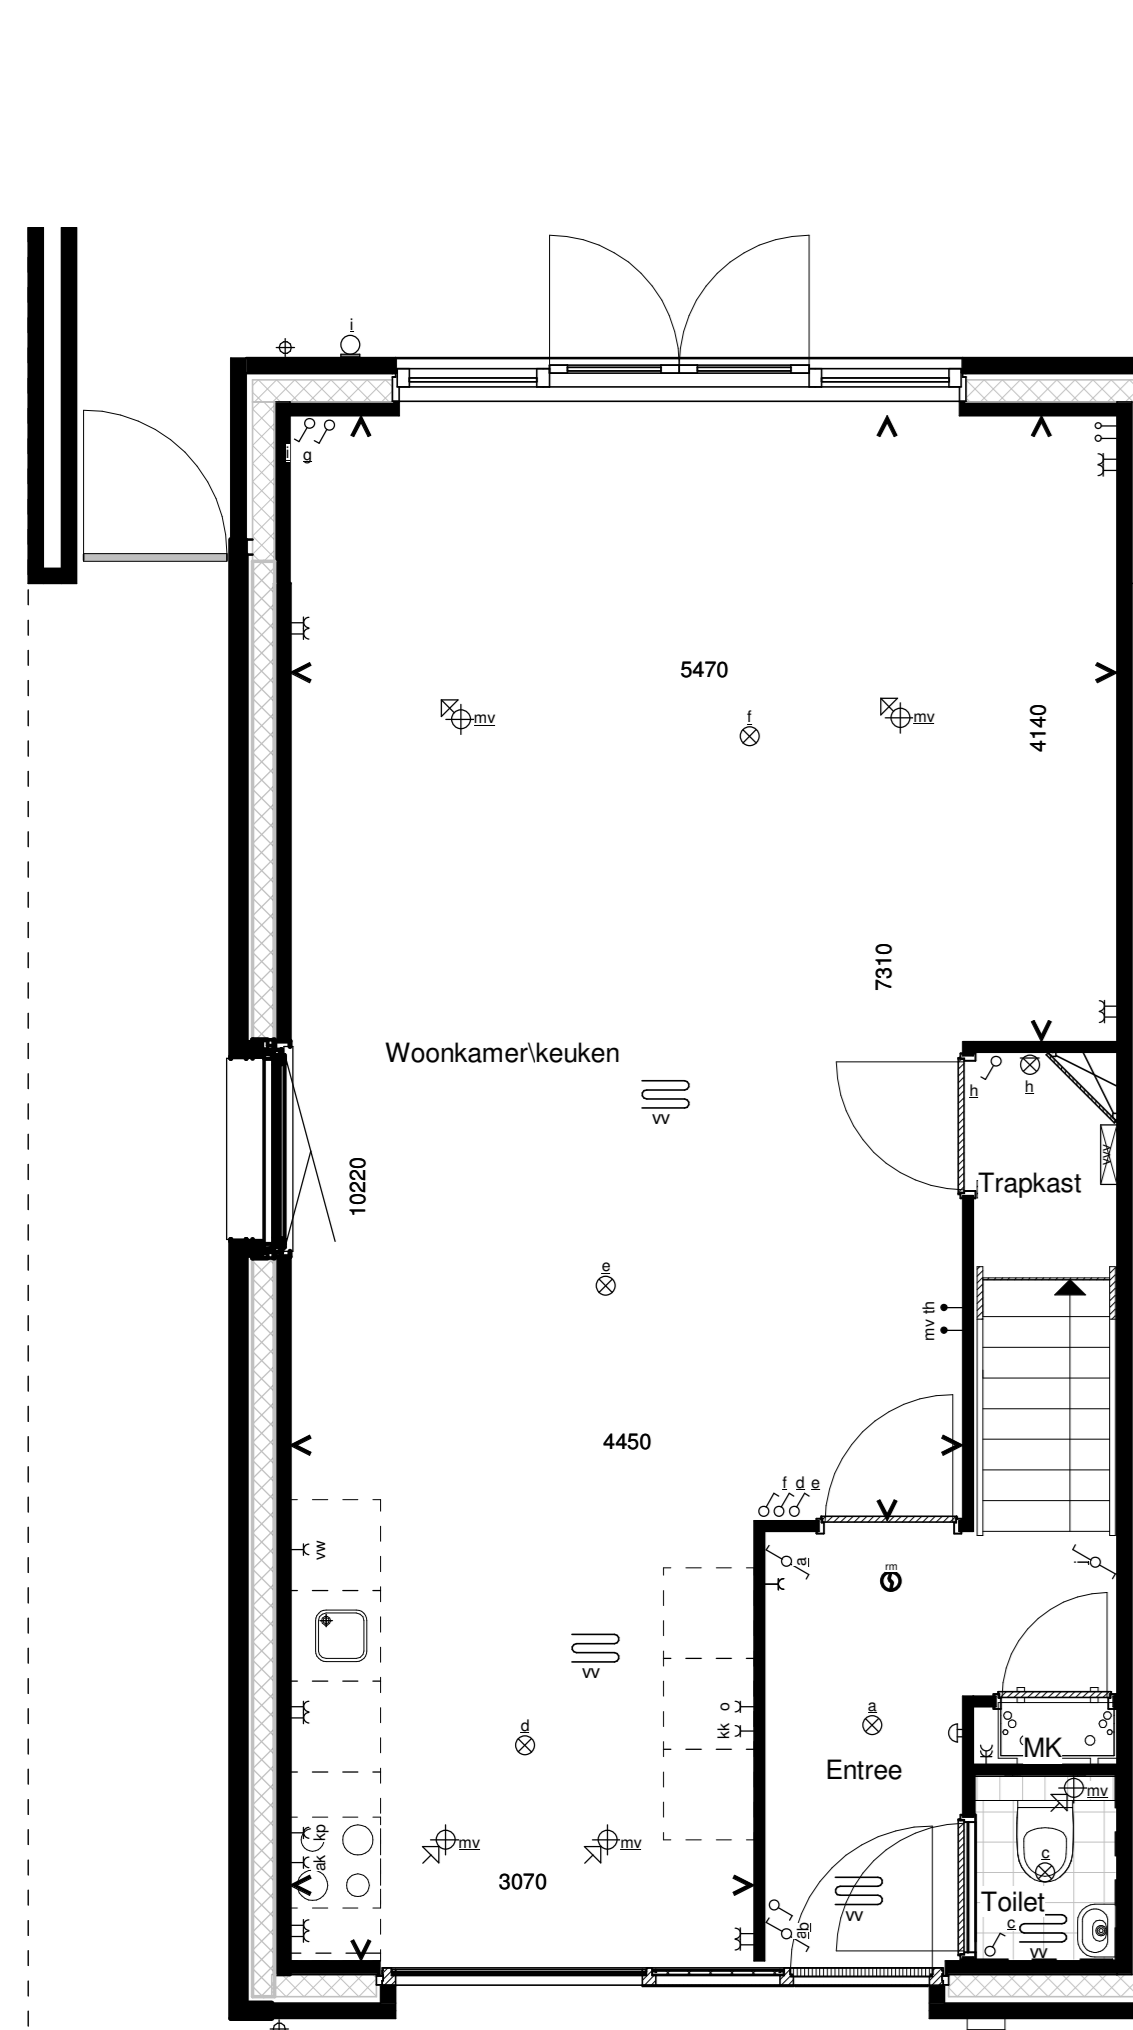 i
i g
5470
mv
f
mv
4140
7310
Woonkamer\keuken
vv
h
h
vvv
Trapkast
10220
e
mv th
4450
f d e
vw
a
rm
j
vv
o
kk
a
d
MK
Entree
mv
kp
ak
mv
mv
c
3070
Toilet
vv
c
ab
vv